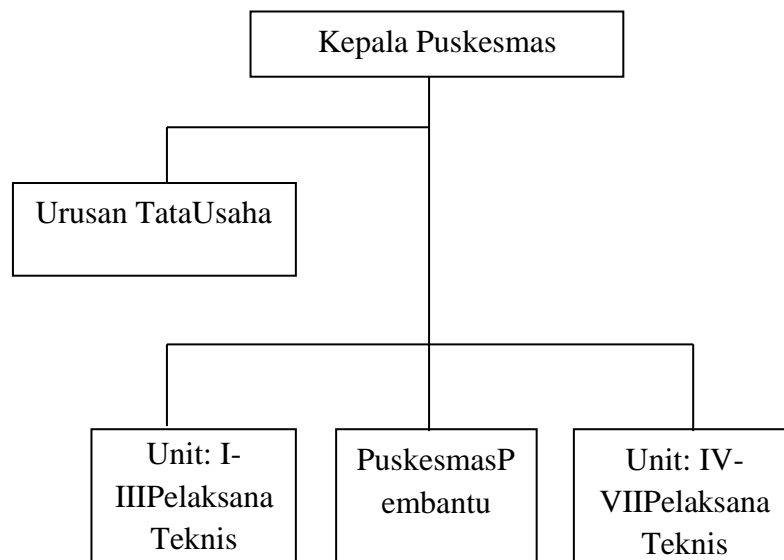 Kepala Puskesmas
Urusan TataUsaha
Unit: I-
IIIPelaksana
Teknis
PuskesmasP
embantu
Unit: IV-
VIIPelaksana
Teknis